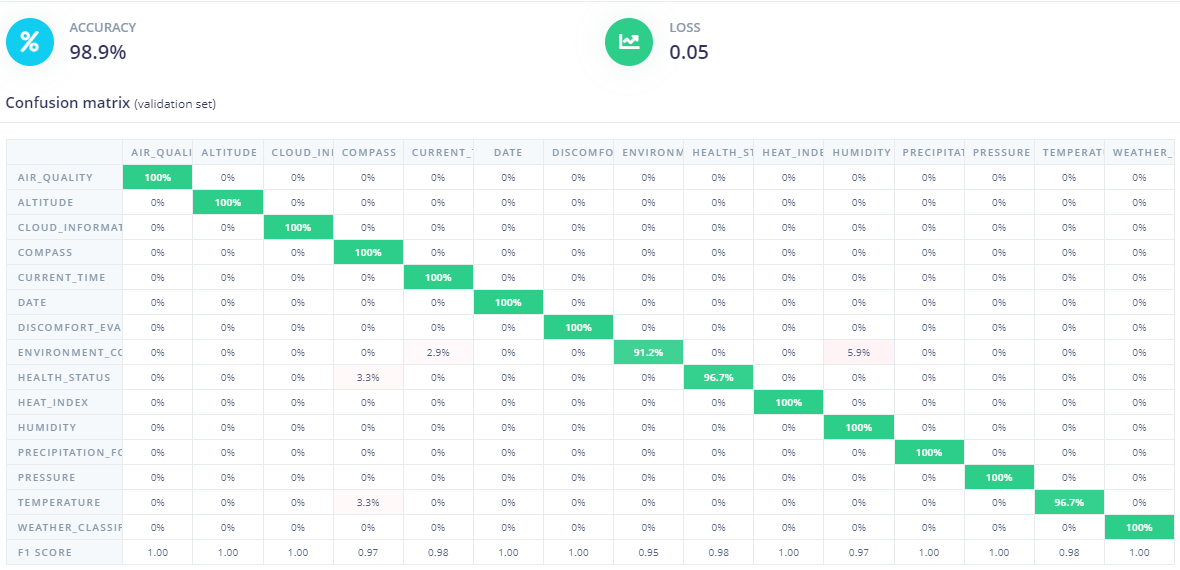 ACCURACY
98.9%
LOSS
0.05
Confusion matrix (validation set)
AIR_QUALI ALTITUDE CLOUD_INI COMPASS CURRENT_ DATE DISCOMFO ENVIRONM HEALTH_ST HEAT_INDE HUMIDITY PRECIPITAT PRESSURE TEMPERAT WEATHER_
AIR_QUALITY 100% 0% 0% 0% 0% 0% 0% 0% 0% 0% 0% 0% 0% 0% 0%
ALTITUDE 0% 100% 0% 0% 0% 0% 0% 0% 0% 0% 0% 0% 0% 0% 0%
CLOUD_INFORMAT 0% 0% 100% 0% 0% 0% 0% 0% 0% 0% 0% 0% 0% 0% 0%
COMPASS 0% 0% 0% 100% 0% 0% 0% 0% 0% 0% 0% 0% 0% 0% 0%
CURRENT_TIME 0% 0% 0% 0% 100% 0% 0% 0% 0% 0% 0% 0% 0% 0% 0%
DATE 0% 0% 0% 0% 0% 100% 0% 0% 0% 0% 0% 0% 0% 0% 0%
DISCOMFORT_EVA 0% 0% 0% 0% 0% 0% 100% 0% 0% 0% 0% 0% 0% 0% 0%
ENVIRONMENT_CO 0% 0% 0% 0% 2.9% 0% 0% 91.2% 0% 0% 5.9% 0% 0% 0% 0%
HEALTH_STATUS 0% 0% 0% 3.3% 0% 0% 0% 0% 96.7% 0% 0% 0% 0% 0% 0%
HEAT_INDEX 0% 0% 0% 0% 0% 0% 0% 0% 0% 100% 0% 0% 0% 0% 0%
HUMIDITY 0% 0% 0% 0% 0% 0% 0% 0% 0% 0% 100% 0% 0% 0% 0%
PRECIPITATION_FO 0% 0% 0% 0% 0% 0% 0% 0% 0% 0% 0% 100% 0% 0% 0%
PRESSURE 0% 0% 0% 0% 0% 0% 0% 0% 0% 0% 0% 0% 100% 0% 0%
TEMPERATURE 0% 0% 0% 3.3% 0% 0% 0% 0% 0% 0% 0% 0% 0% 96.7% 0%
WEATHER_CLASSIF 0% 0% 0% 0% 0% 0% 0% 0% 0% 0% 0% 0% 0% 0% 100%
F1 SCORE 1.00 1.00 1.00 0.97 0.98 1.00 1.00 0.95 0.98 1.00 0.97 1.00 1.00 0.98 1.00